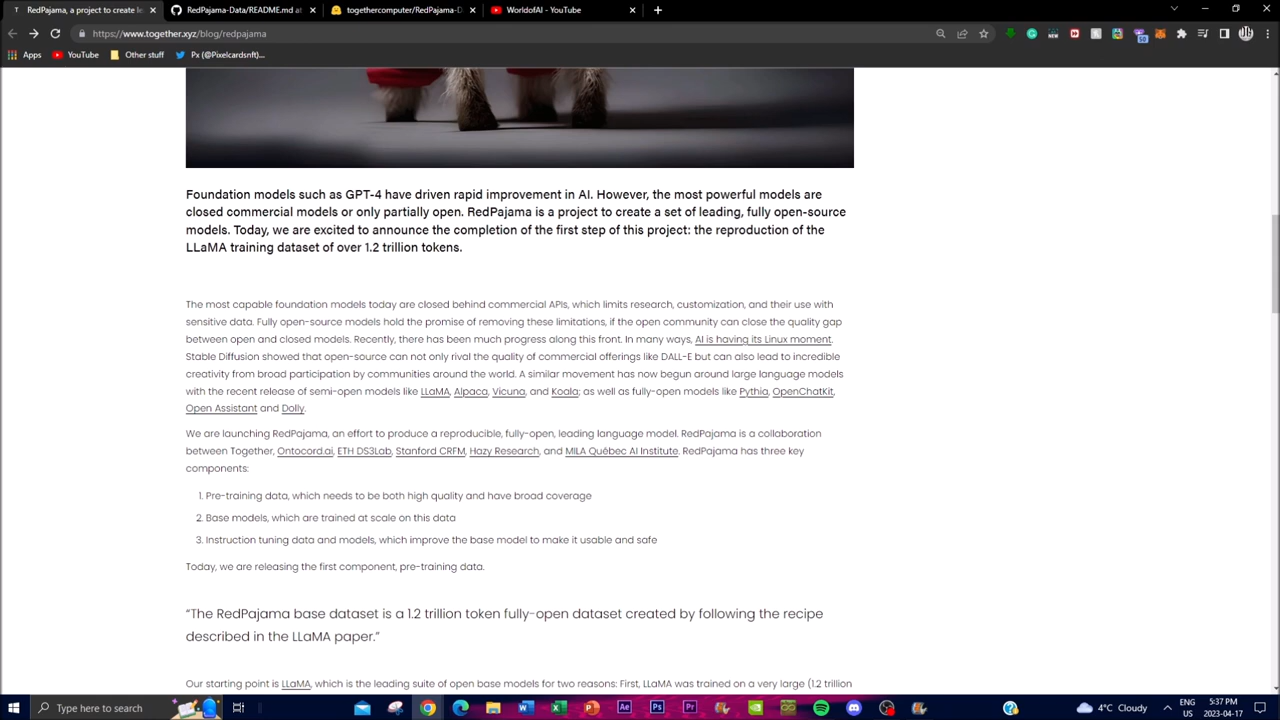 RedPajama, a project to create le
RedPajama-Data/README.md at
togethercomputer/RedPajama-D
WorldofAI - YouTube
https://www.together.xyz/blog/redpajama
Apps
YouTube
Other stuff
Px (@Pixelcardsnft)...
Foundation models such as GPT-4 have driven rapid improvement in AI. However, the most powerful models are
closed commercial models or only partially open. RedPajama is a project to create a set of leading, fully open-source
models. Today, we are excited to announce the completion of the first step of this project: the reproduction of the
LLaMA training dataset of over 1.2 trillion tokens.
The most capable foundation models today are closed behind commercial APIs, which limits research, customization, and their use with
sensitive data. Fully open-source models hold the promise of removing these limitations, if the open community can close the quality gap
between open and closed models. Recently, there has been much progress along this front. In many ways, AI is having its Linux moment.
Stable Diffusion showed that open-source can not only rival the quality of commercial offerings like DALL-E but can also lead to incredible
creativity from broad participation by communities around the world. A similar movement has now begun around large language models
with the recent release of semi-open models like LLaMA, Alpaca, Vicuna, and Koala; as well as fully-open models like Pythia, OpenChatKit,
Open Assistant and Dolly.
We are launching RedPajama, an effort to produce a reproducible, fully-open, leading language model. RedPajama is a collaboration
between Together, Ontocord.ai, ETH DS3Lab, Stanford CRFM, Hazy Research, and MILA Québec AI Institute. RedPajama has three key
components:
1. Pre-training data, which needs to be both high quality and have broad coverage
2. Base models, which are trained at scale on this data
3. Instruction tuning data and models, which improve the base model to make it usable and safe
Today, we are releasing the first component, pre-training data.
“The RedPajama base dataset is a 1.2 trillion token fully-open dataset created by following the recipe
described in the LLaMA paper.”
Our starting point is LLaMA, which is the leading suite of open base models for two reasons: First, LLaMA was trained on a very large (1.2 trillion
Type here to search
4°C Cloudy
ENG
US
5:37 PM
2023-04-17